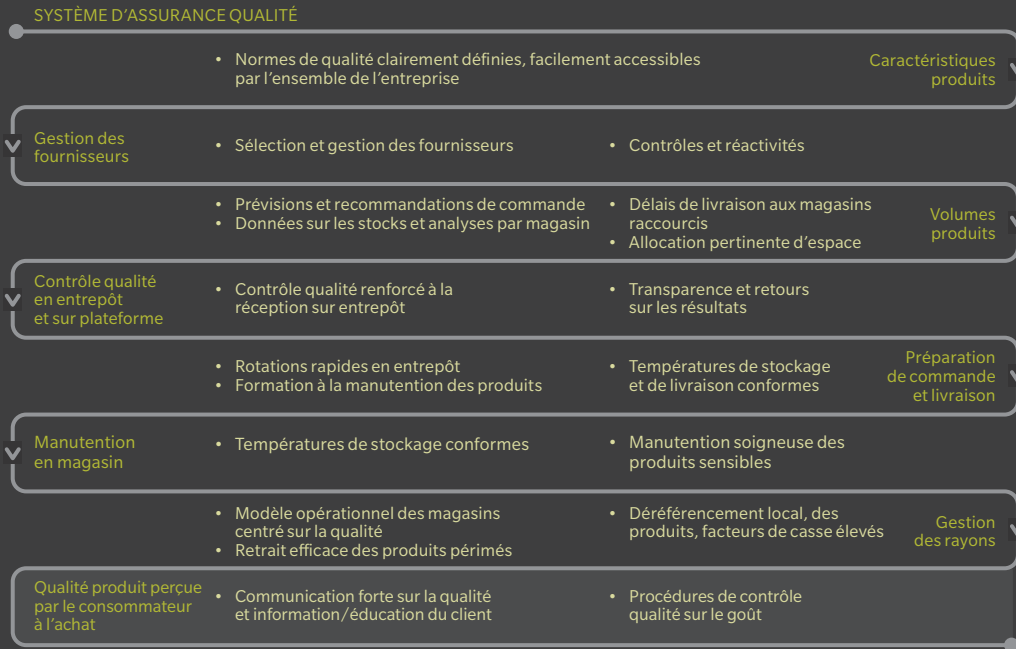 SYSTÈME D'ASSURANCE QUALITÉ
• Normes de qualité clairement définies, facilement accessibles
par l'ensemble de l'entreprise
Caractéristiques
produits
Gestion des
fournisseurs
• Sélection et gestion des fournisseurs
• Contrôles et réactivités
• Prévisions et recommandations de commande
• Données sur les stocks et analyses par magasin
• Délais de livraison aux magasins
raccourcis
• Allocation pertinente d'espace
Volumes
produits
Contrôle qualité
en entrepôt
et sur plateforme
• Contrôle qualité renforcé à la
réception sur entrepôt
• Transparence et retours
sur les résultats
• Rotations rapides en entrepôt
• Formation à la manutention des produits
• Températures de stockage
et de livraison conformes
Préparation
de commande
et livraison
Manutention
en magasin
• Températures de stockage conformes
• Manutention soigneuse des
produits sensibles
• Modèle opérationnel des magasins
centré sur la qualité
• Retrait efficace des produits périmés
• Déréférencement local, des
produits, facteurs de casse élevés
Gestion
des rayons
Qualité produit perçue
par le consommateur
à l'achat
• Communication forte sur la qualité
et information/éducation du client
• Procédures de contrôle
qualité sur le goût